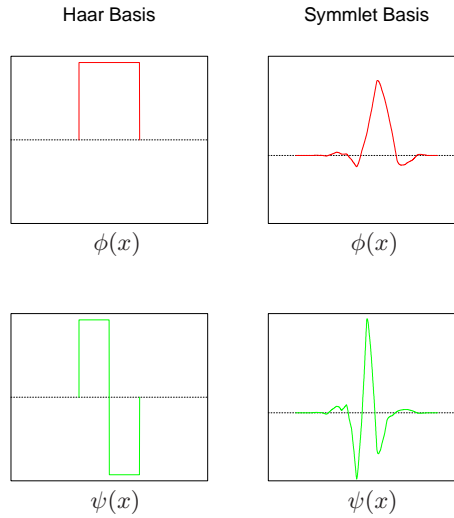 Haar Basis
Symmlet Basis
ϕ(x)
ϕ(x)
ψ(x)
ψ(x)